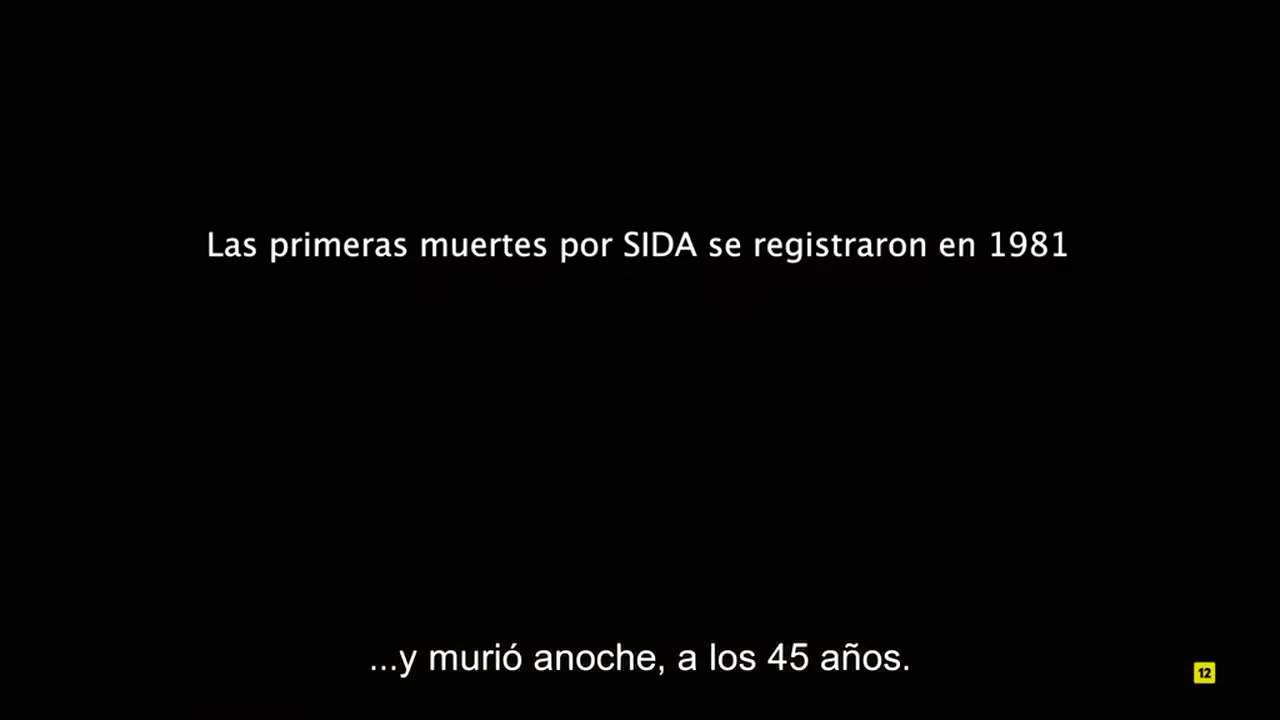 Las primeras muertes por SIDA se registraron en 1981
...y murió anoche, a los 45 años.
12